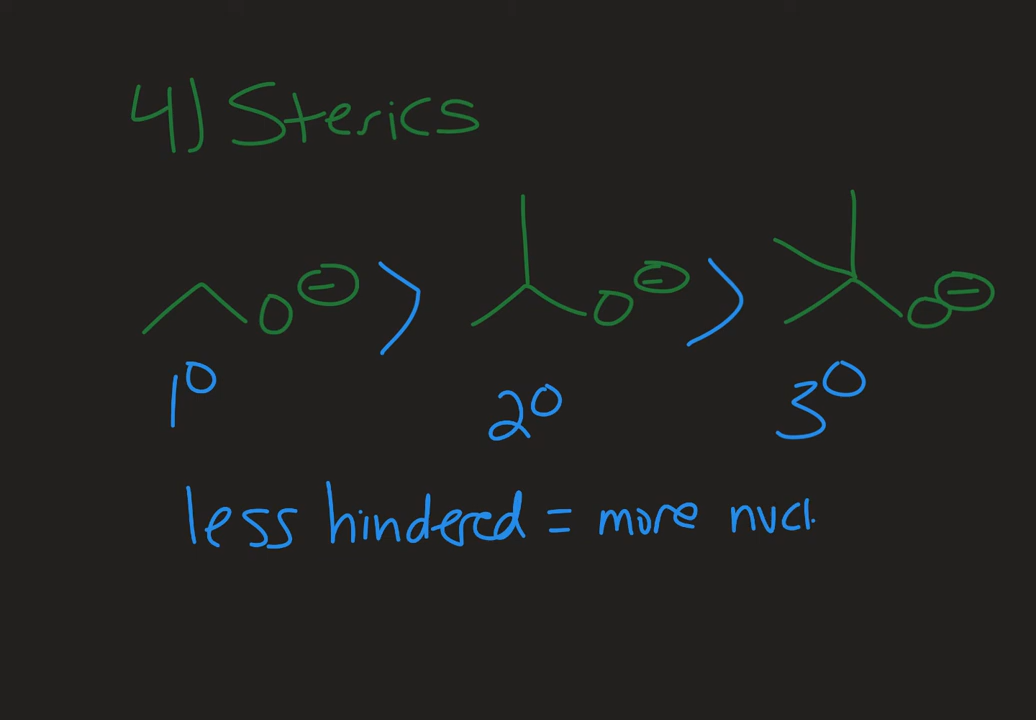 4) Sterics
O⊖ > O⊖ > O⊖
1° 2° 3°
less hindered = more nucl.